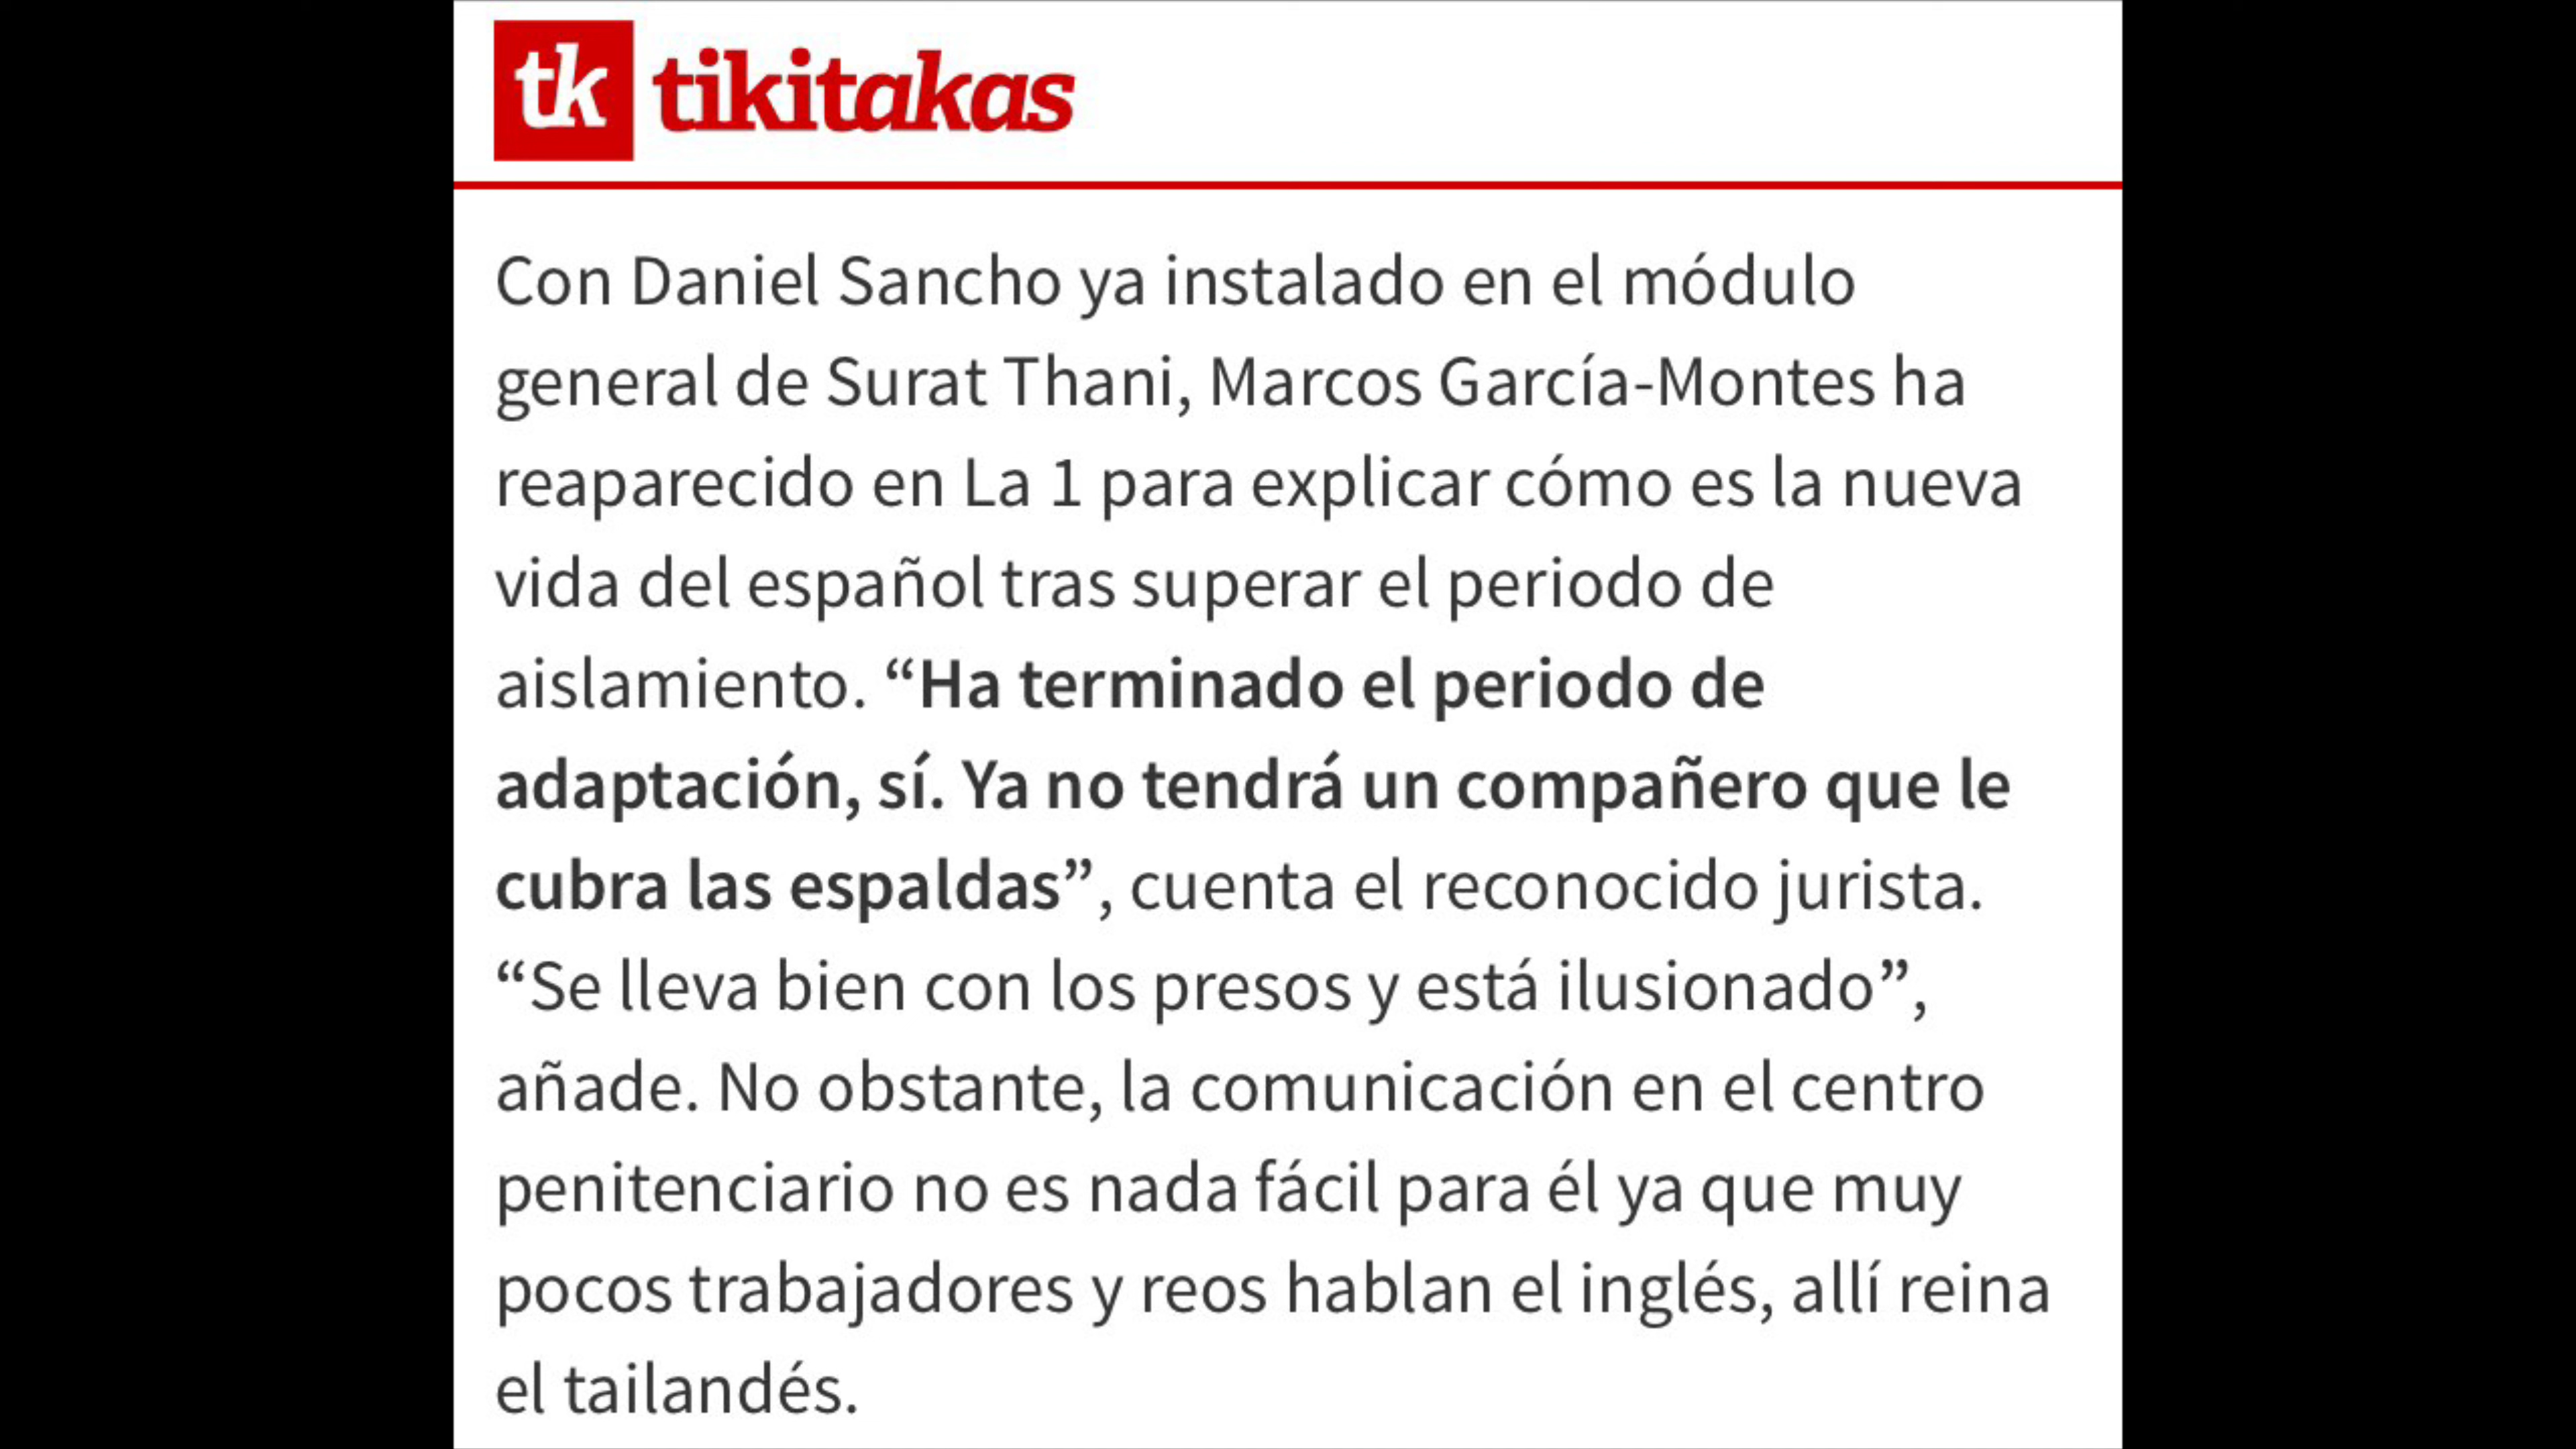 tk tikitakas
Con Daniel Sancho ya instalado en el módulo
general de Surat Thani, Marcos García-Montes ha
reaparecido en La 1 para explicar cómo es la nueva
vida del español tras superar el periodo de
aislamiento. “Ha terminado el periodo de
adaptación, sí. Ya no tendrá un compañero que le
cubra las espaldas”, cuenta el reconocido jurista.
“Se lleva bien con los presos y está ilusionado”,
añade. No obstante, la comunicación en el centro
penitenciario no es nada fácil para él ya que muy
pocos trabajadores y reos hablan el inglés, allí reina
el tailandés.